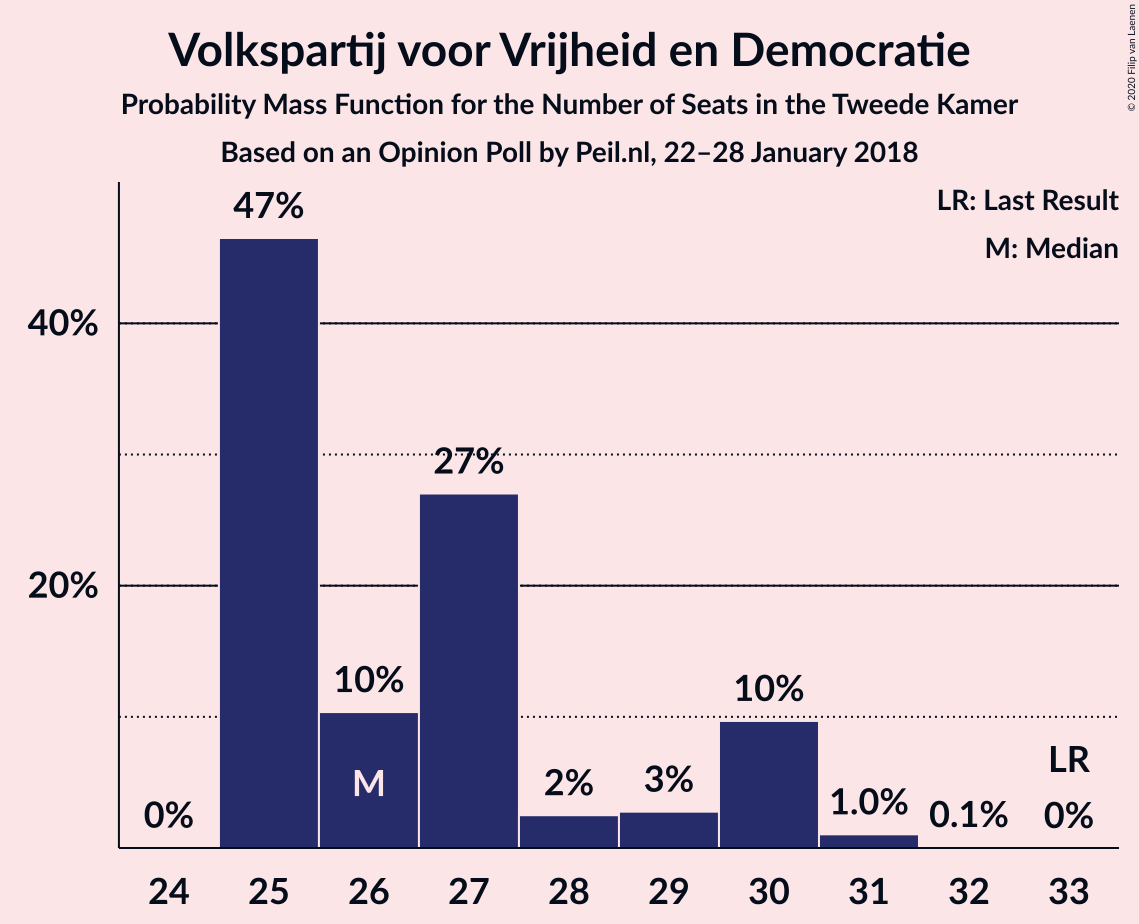 Volkspartij voor Vrijheid en Democratie
Probability Mass Function for the Number of Seats in the Tweede Kamer
Based on an Opinion Poll by Peil.nl, 22–28 January 2018
© 2020 Filip van Laenen
LR: Last Result
M: Median
47%
40%
27%
20%
10%
10%
M
2%
3%
1.0%
0.1%
LR
0%
0%
24 25 26 27 28 29 30 31 32 33